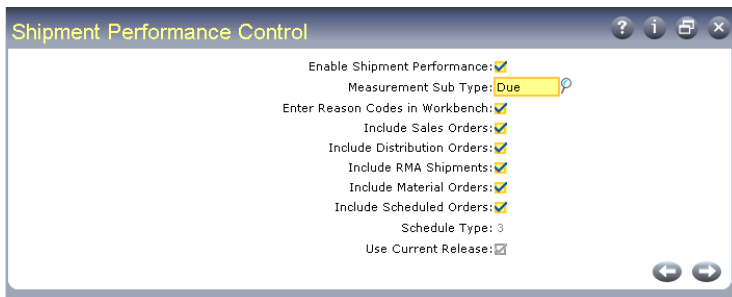 Shipment Performance Control
Enable Shipment Performance:
Measurement Sub Type: Due
Enter Reason Codes in Workbench:
Include Sales Orders:
Include Distribution Orders:
Include RMA Shipments:
Include Material Orders:
Include Scheduled Orders:
Schedule Type: 3
Use Current Release: